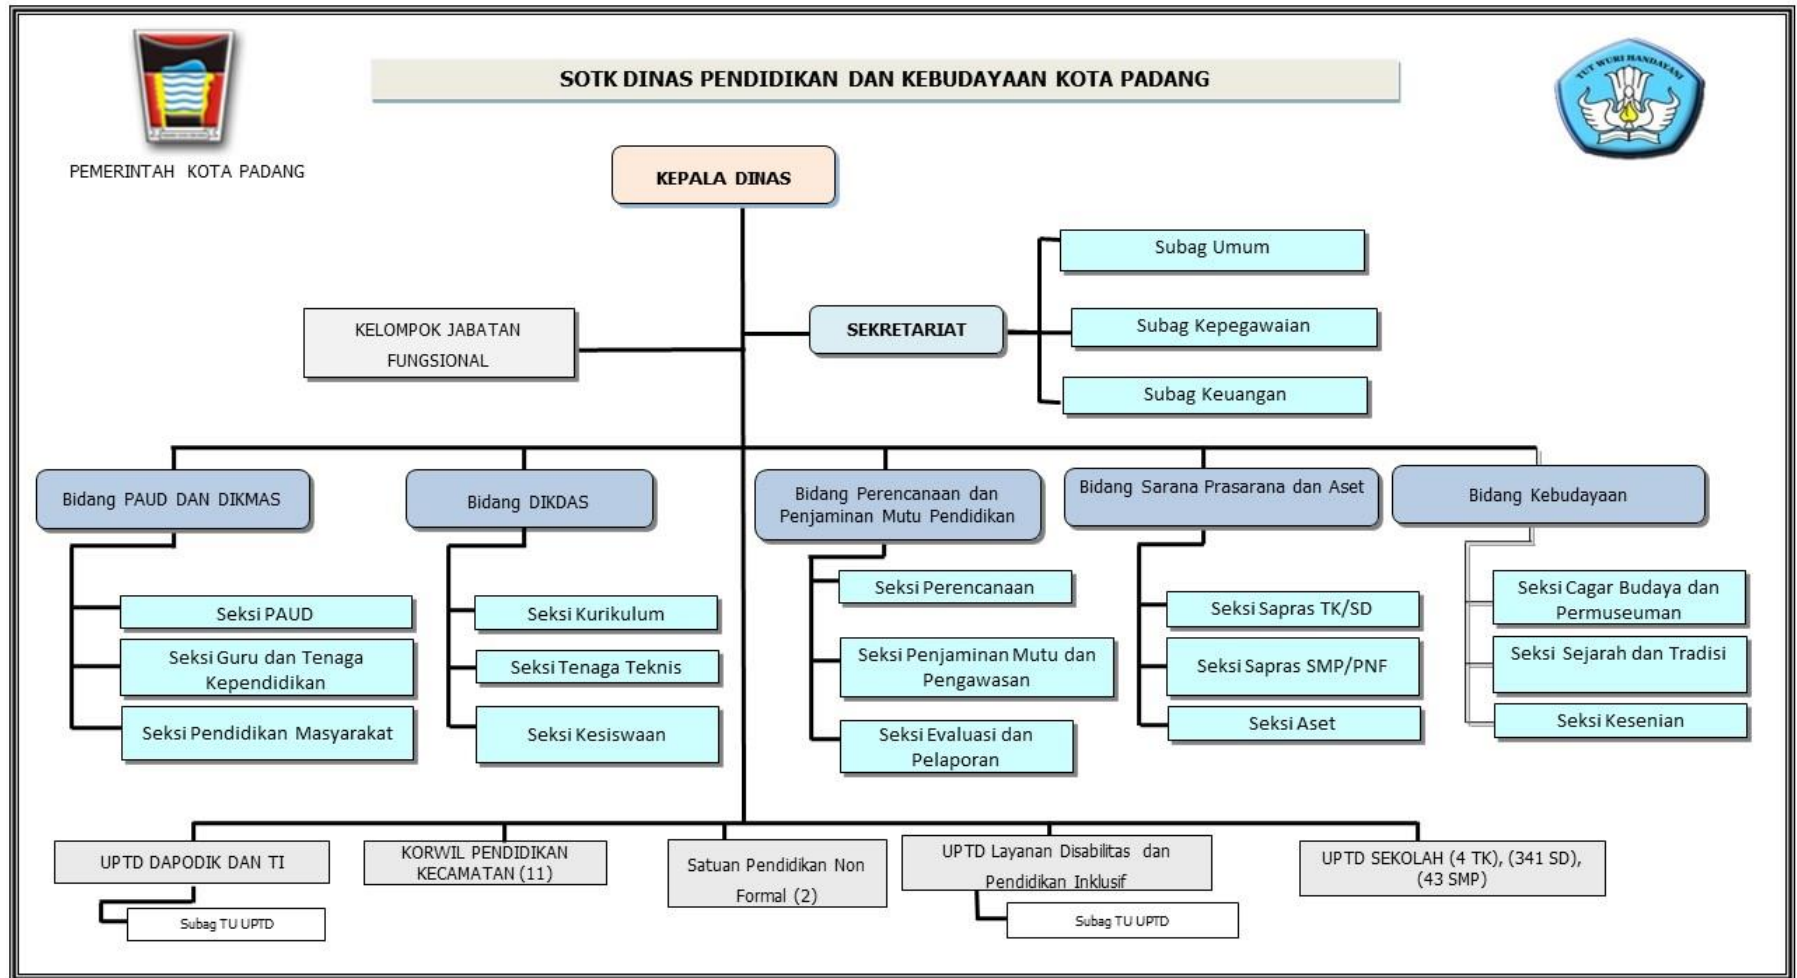 SOTK DINAS PENDIDIKAN DAN KEBUDAYAAN KOTA PADANG
TUT WURI HANDAYANI
PEMERINTAH KOTA PADANG
KEPALA DINAS
Subag Umum
KELOMPOK JABATAN
FUNGSIONAL
SEKRETARIAT
Subag Kepegawaian
Subag Keuangan
Bidang PAUD DAN DIKMAS
Bidang DIKDAS
Bidang Perencanaan dan
Penjaminan Mutu Pendidikan
Bidang Sarana Prasarana dan Aset
Bidang Kebudayaan
Seksi PAUD
Seksi Guru dan Tenaga
Kependidikan
Seksi Pendidikan Masyarakat
Seksi Kurikulum
Seksi Tenaga Teknis
Seksi Kesiswaan
Seksi Perencanaan
Seksi Penjaminan Mutu dan
Pengawasan
Seksi Evaluasi dan
Pelaporan
Seksi Sapras TK/SD
Seksi Sapras SMP/PNF
Seksi Aset
Seksi Cagar Budaya dan
Permuseuman
Seksi Sejarah dan Tradisi
Seksi Kesenian
UPTD DAPODIK DAN TI
Subag TU UPTD
KORWIL PENDIDIKAN
KECAMATAN (11)
Satuan Pendidikan Non
Formal (2)
UPTD Layanan Disabilitas dan
Pendidikan Inklusif
Subag TU UPTD
UPTD SEKOLAH (4 TK), (341 SD),
(43 SMP)